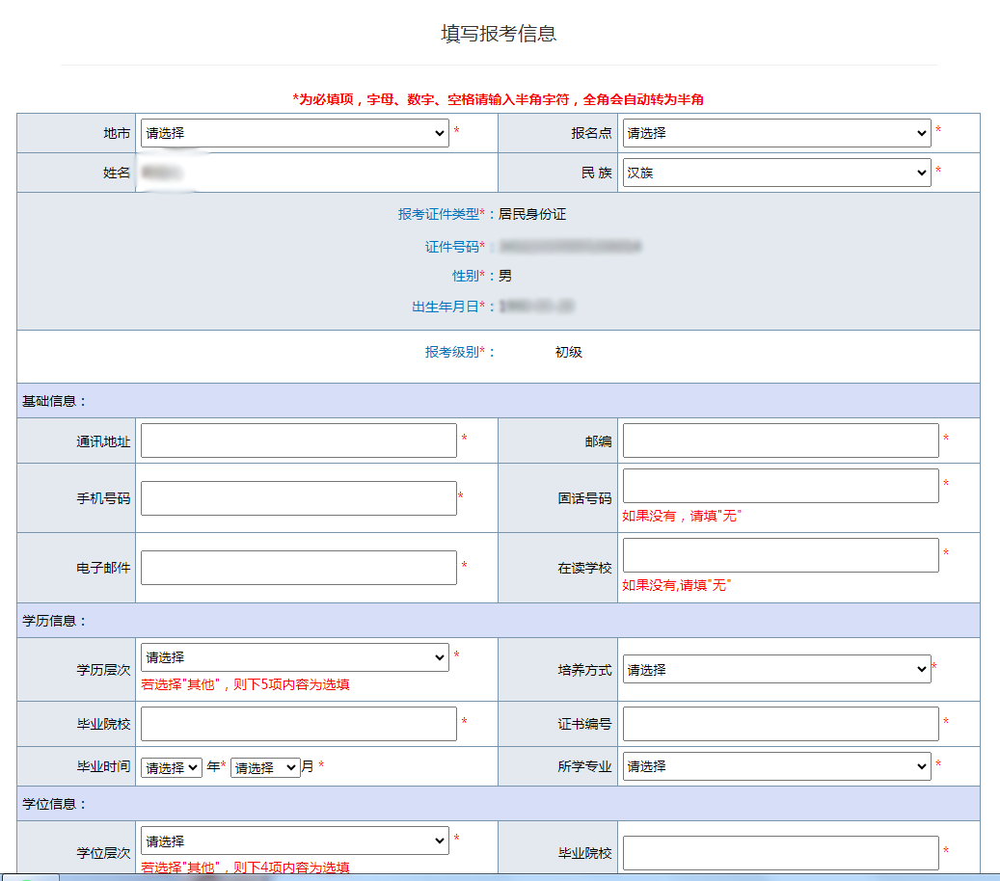 填写报考信息
*为必填项，字母、数字、空格请输入半角字符，全角会自动转为半角
地市 请选择 * 报名点 请选择 *
姓名 民 族 汉族 *
报考证件类型*：居民身份证
证件号码*：
性别*：男
出生年月日*：
报考级别*： 初级
基础信息：
通讯地址 * 邮编 *
手机号码 * 固话号码 *
如果没有，请填"无"
电子邮件 * 在读学校 *
如果没有,请填"无"
学历信息：
学历层次 请选择 * 培养方式 请选择 *
若选择"其他"，则下5项内容为选填
毕业院校 * 证书编号 *
毕业时间 请选择 年* 请选择 月 * 所学专业 请选择 *
学位信息：
学位层次 请选择 * 毕业院校 *
若选择"其他"，则下4项内容为选填